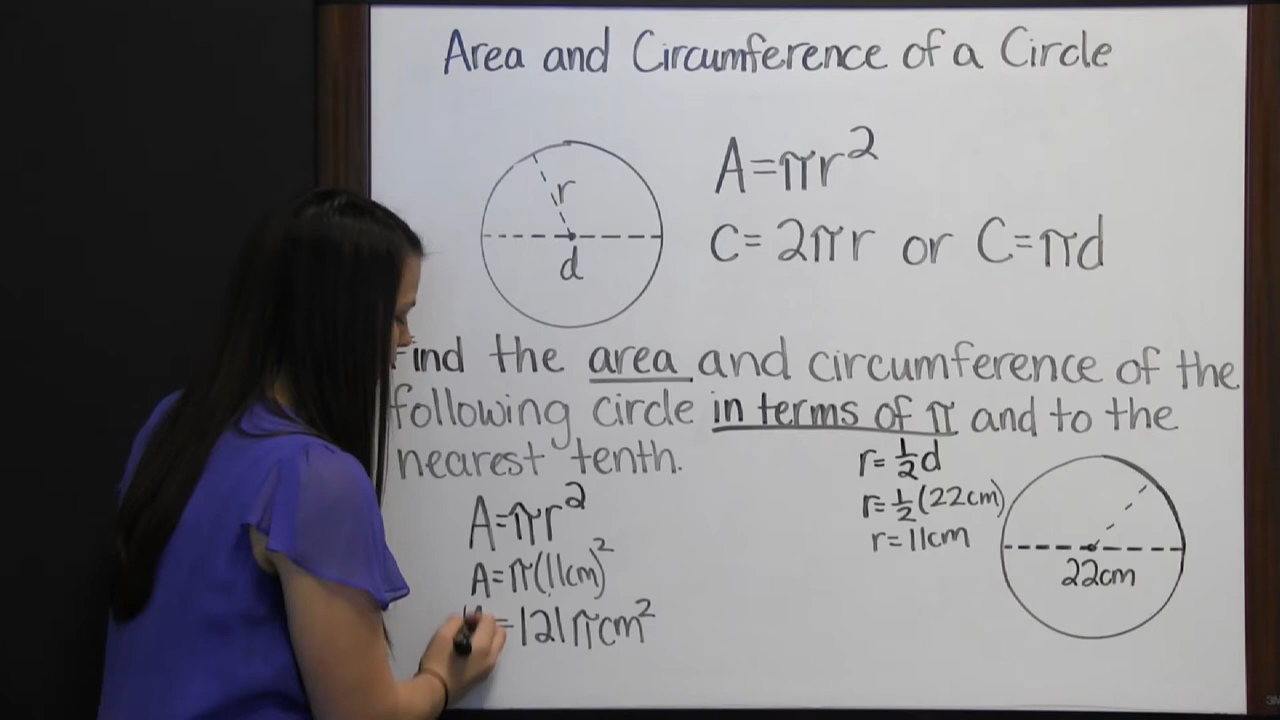 Area and Circumference of a Circle
r
d
A=πr²
C=2πr or C=πd
Find the area and circumference of the
following circle in terms of π and to the
nearest tenth.
A=πr²
A=π(11cm)²
=121πcm²
r=½d
r=½(22cm)
r=11cm
22cm